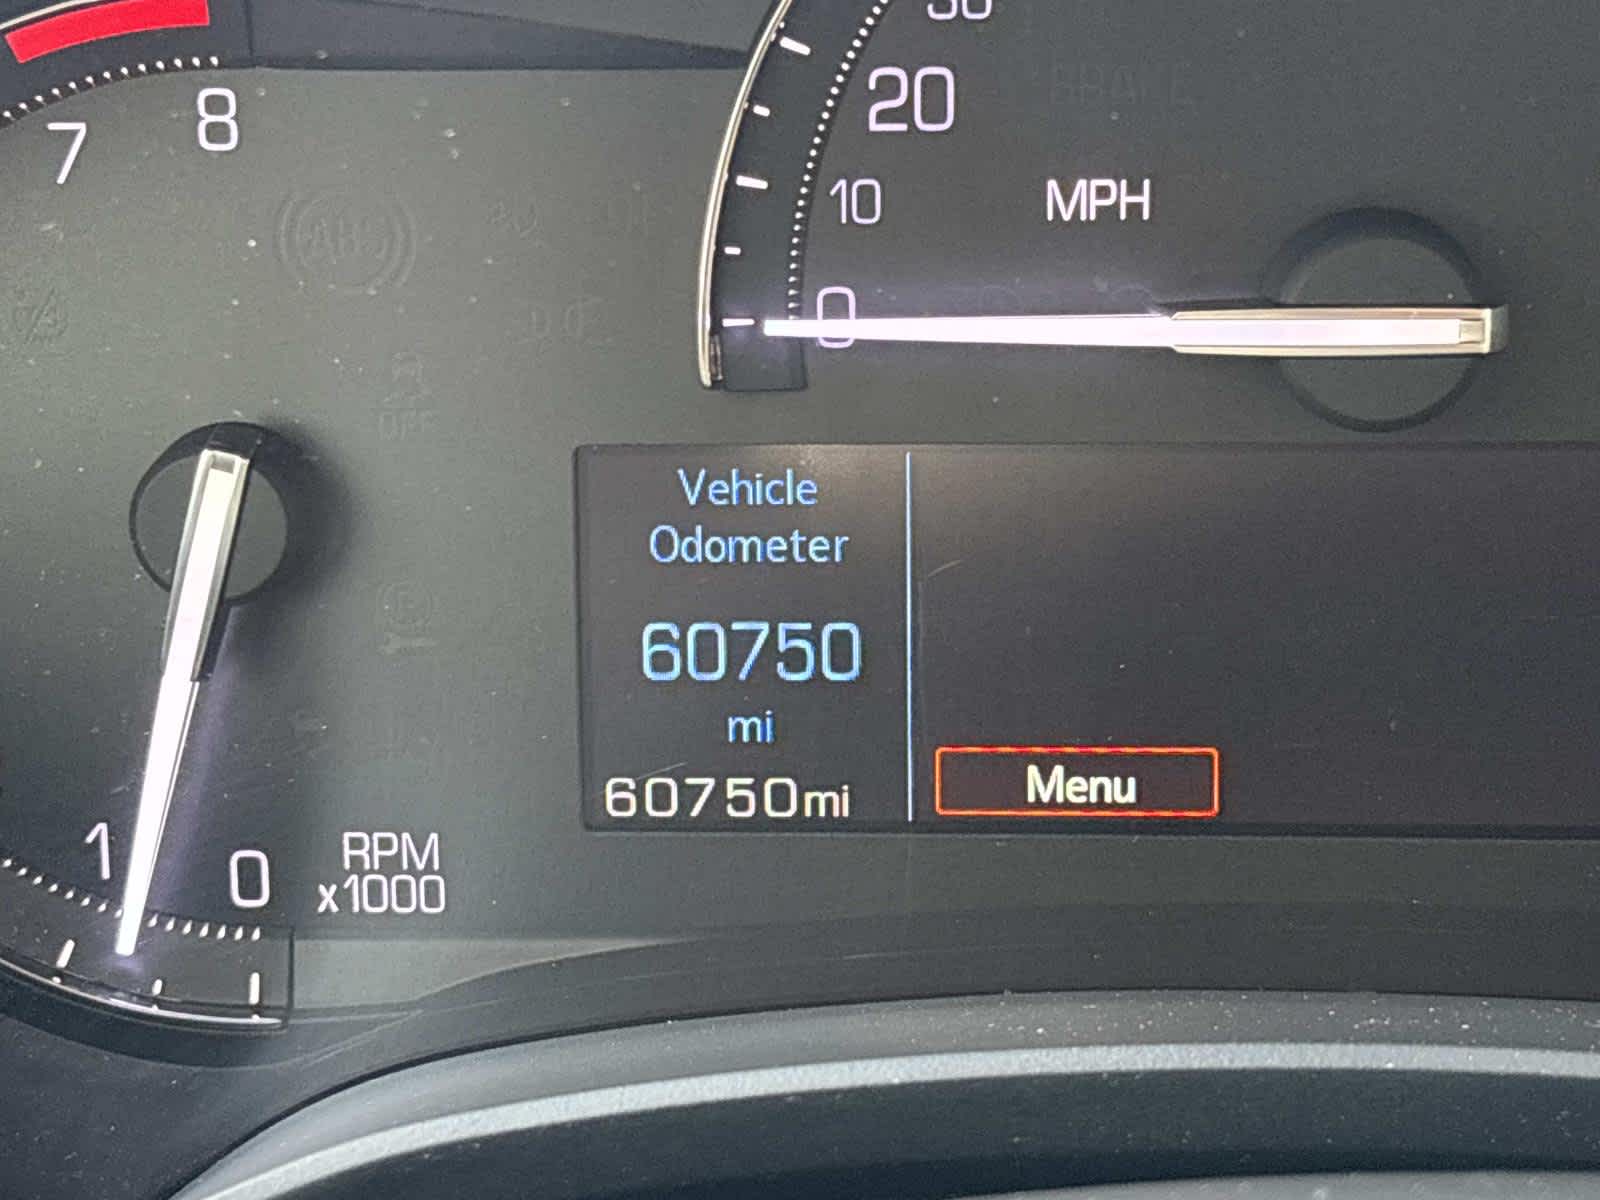 7
8
20
10
MPH
0
Vehicle
Odometer
60750
mi
60750mi
Menu
1
0
RPM
x1000